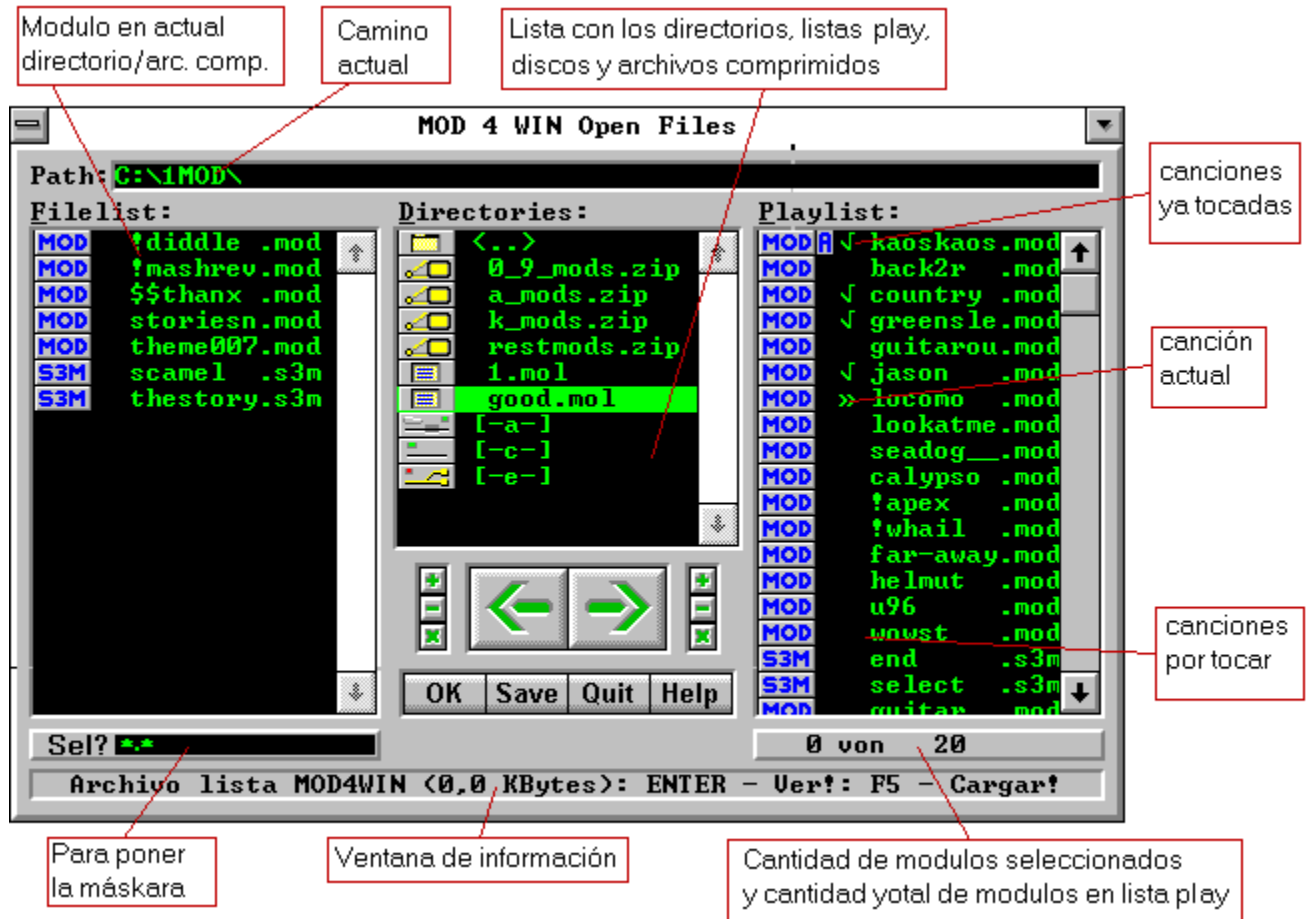 Modulo en actual
directorio/arc. comp.
Camino
actual
Lista con los directorios, listas play,
discos y archivos comprimidos
MOD 4 WIN Open Files
Path: C:\1MOD\
Filelist:
MOD !diddle .mod
MOD !mashrev.mod
MOD $$thanx .mod
MOD storiesn.mod
MOD theme007.mod
S3M scamel .s3m
S3M thestory.s3m
Directories:
<..>
0_9_mods.zip
a_mods.zip
k_mods.zip
restmods.zip
1.mol
good.mol
[-a-]
[-c-]
[-e-]
Playlist:
MOD A √ kaoskaos.mod
MOD back2r .mod
MOD √ country .mod
MOD √ greensle.mod
MOD guitarou.mod
MOD √ jason .mod
MOD » locomo .mod
MOD lookatme.mod
MOD seadog__.mod
MOD calypso .mod
MOD !apex .mod
MOD !whail .mod
MOD far-away.mod
MOD helmut .mod
MOD u96 .mod
MOD wowst .mod
S3M end .s3m
S3M select .s3m
MOD guitar .mod
canciones
ya tocadas
canción
actual
canciones
por tocar
OK Save Quit Help
Sel? *.*
0 von 20
Archivo lista MOD4WIN (0,0 KBytes): ENTER - Ver!: F5 - Cargar!
Para poner
la máskara
Ventana de información
Cantidad de modulos seleccionados
y cantidad yotal de modulos en lista play